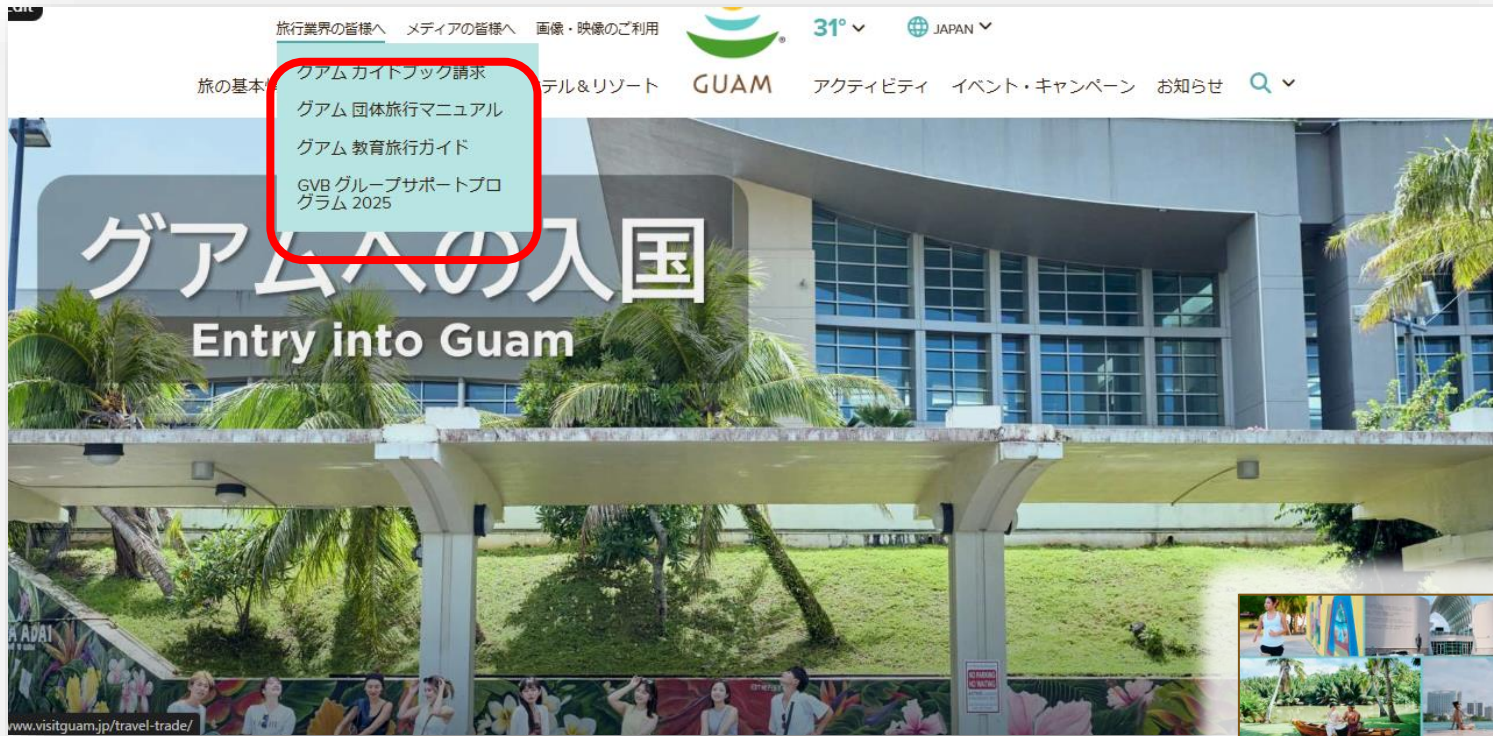 旅行業界の皆様へ メディアの皆様へ 画像・映像のご利用 31° JAPAN
旅の基本 テル＆リゾート GUAM アクティビティ イベント・キャンペーン お知らせ
グアム ガイドブック請求
グアム 団体旅行マニュアル
グアム 教育旅行ガイド
GVB グループサポートプロ
グラム 2025
グアムへの入国
Entry into Guam
A ADAI
NO PARKING
NO WAITING
www.visitguam.jp/travel-trade/